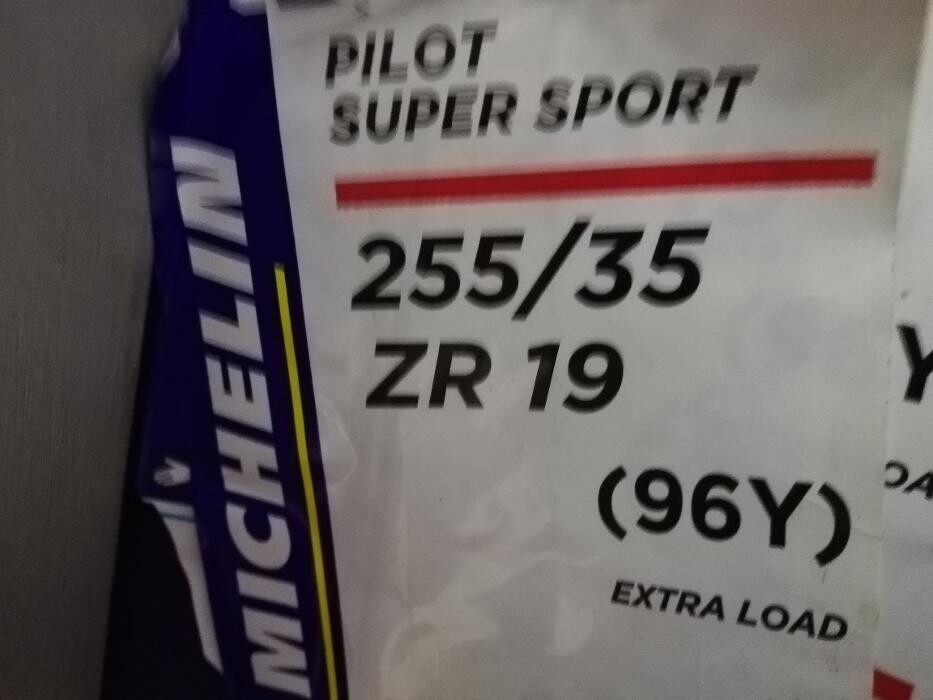 MICHELIN
PILOT
SUPER SPORT
255/35
ZR 19
(96Y)
EXTRA LOAD